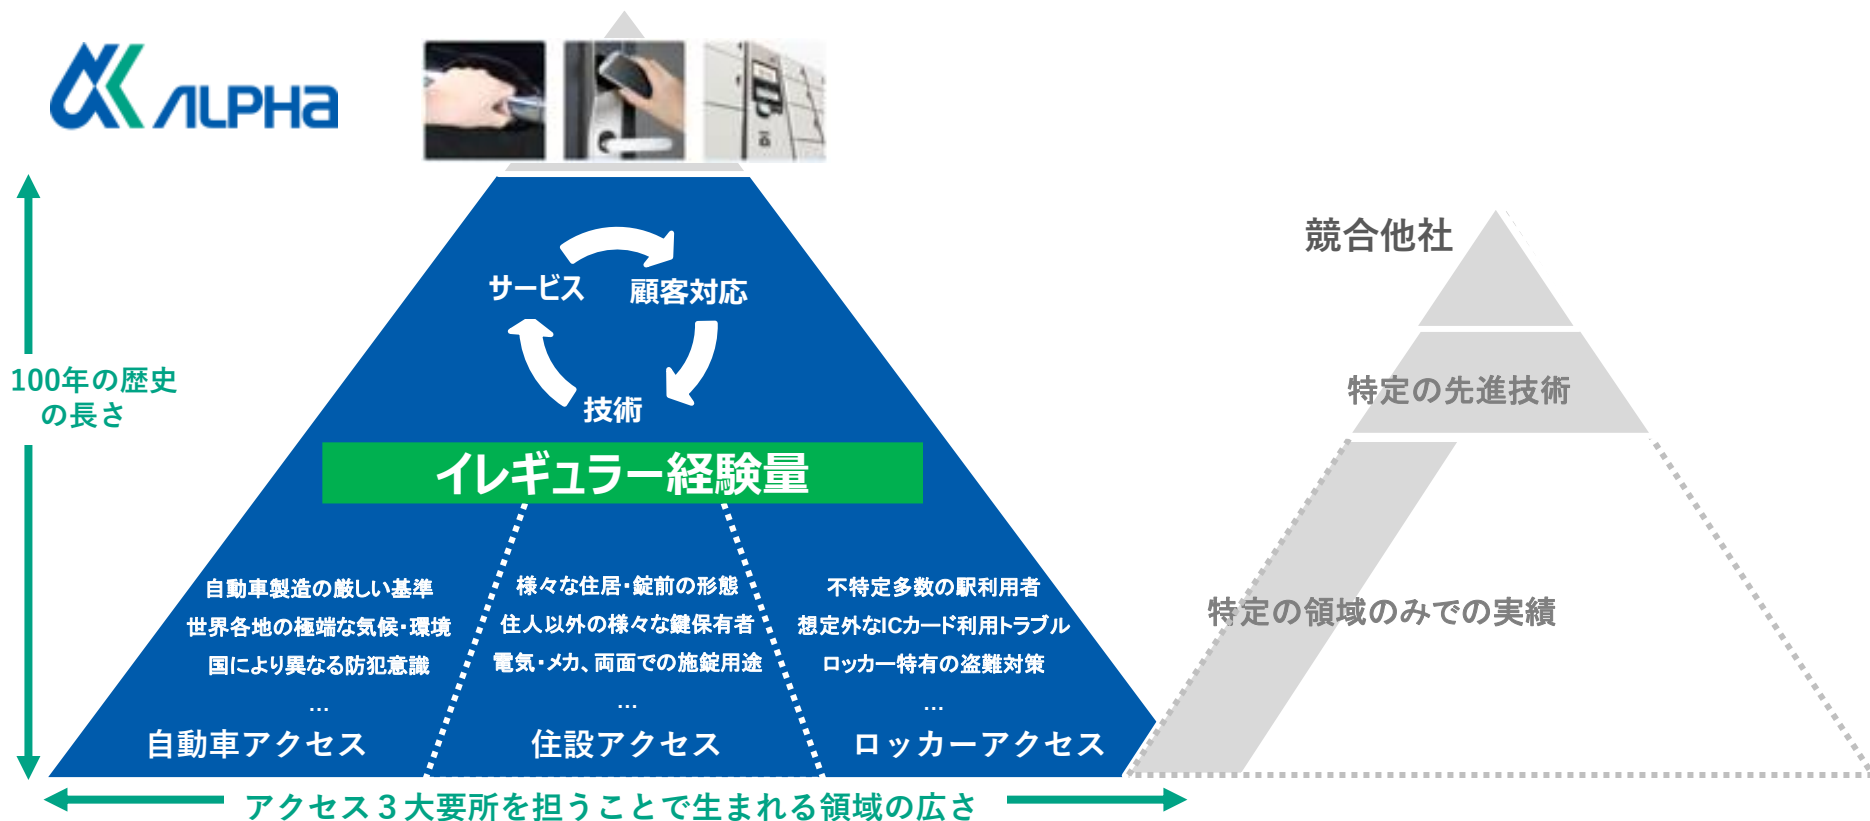 ALPHA
サービス
顧客対応
技術
イレギュラー経験量
100年の歴史
の長さ
自動車製造の厳しい基準
世界各地の極端な気候・環境
国により異なる防犯意識
…
自動車アクセス
様々な住居・錠前の形態
住人以外の様々な鍵保有者
電気・メカ、両面での施錠用途
…
住設アクセス
不特定多数の駅利用者
想定外なICカード利用トラブル
ロッカー特有の盗難対策
…
ロッカーアクセス
アクセス３大要所を担うことで生まれる領域の広さ
競合他社
特定の先進技術
特定の領域のみでの実績